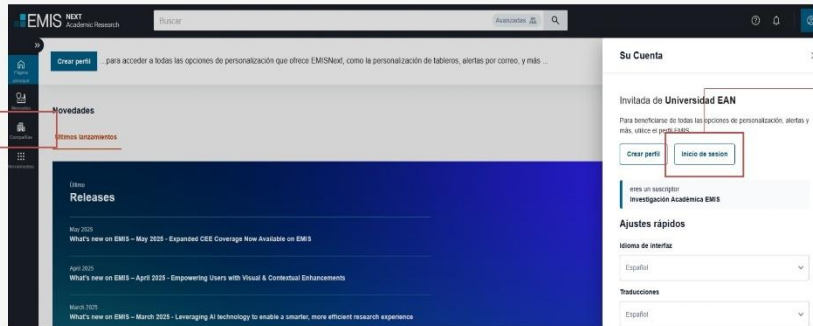 EMIS NEXT
Academic Research
Buscar
Avanzadas
Página
principal
Compañías
Crear perfil
...para acceder a todas las opciones de personalización que ofrece EMISNext, como la personalización de tableros, alertas por correo, y más ...
Novedades
Últimos lanzamientos
Último
Releases
May 2025
What's new on EMIS – May 2025 - Expanded CEE Coverage Now Available on EMIS
April 2025
What's new on EMIS – April 2025 - Empowering Users with Visual & Contextual Enhancements
March 2025
What's new on EMIS – March 2025 - Leveraging AI technology to enable a smarter, more efficient research experience
Su Cuenta
Invitada de Universidad EAN
Para beneficiarse de todas las opciones de personalización, alertas y
más, utilice el perfil EMIS.
Crear perfil
Inicio de sesion
eres un suscriptor
Investigación Académica EMIS
Ajustes rápidos
Idioma de interfaz
Español
Traducciones
Español